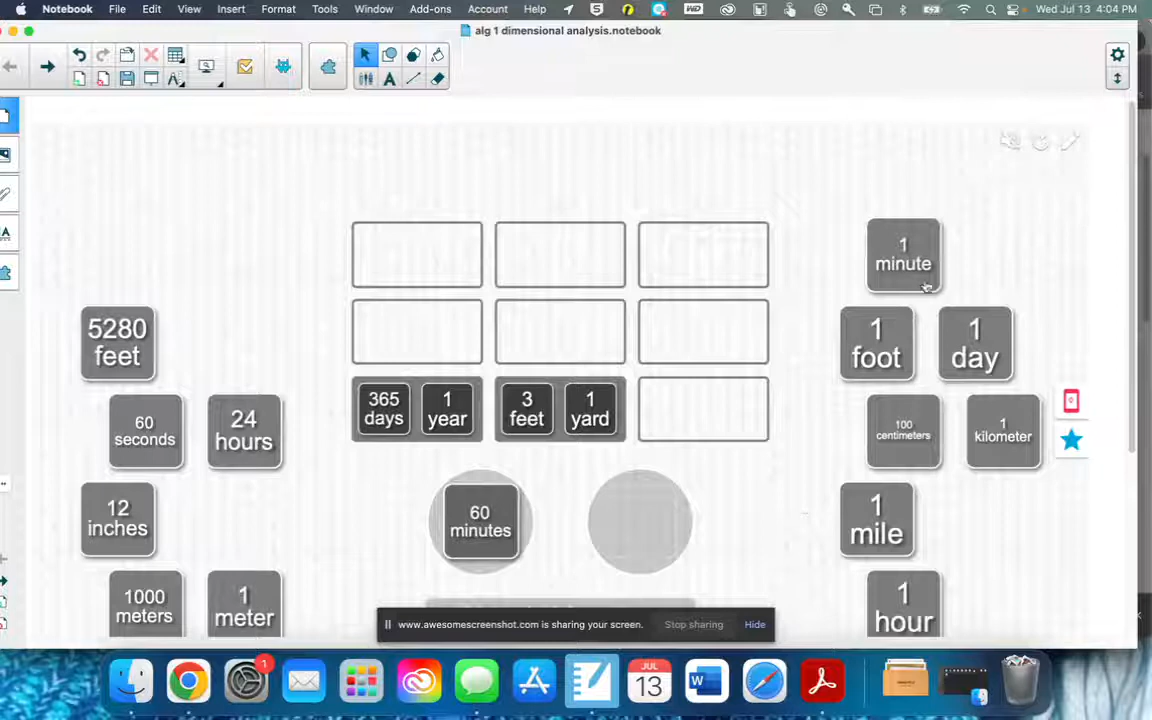 Notebook File Edit View Insert Format Tools Window Add-ons Account Help WD Wed Jul 13 4:04 PM
alg 1 dimensional analysis.notebook
1
minute
5280
feet
1
foot
1
day
365
days
1
year
3
feet
1
yard
60
seconds
24
hours
100
centimeters
1
kilometer
12
inches
60
minutes
1
mile
1000
meters
1
meter
1
hour
www.awesomescreenshot.com is sharing your screen. Stop sharing Hide
1
JUL
13
W